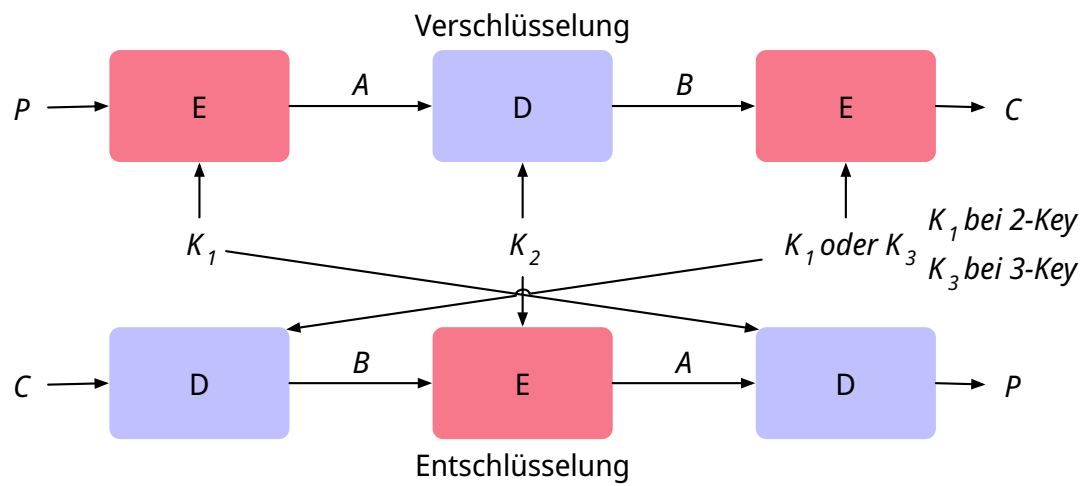 Verschlüsselung
P E A D B E C
K1 K2 K1 oder K3
K1 bei 2-Key
K3 bei 3-Key
C D B E A D P
Entschlüsselung